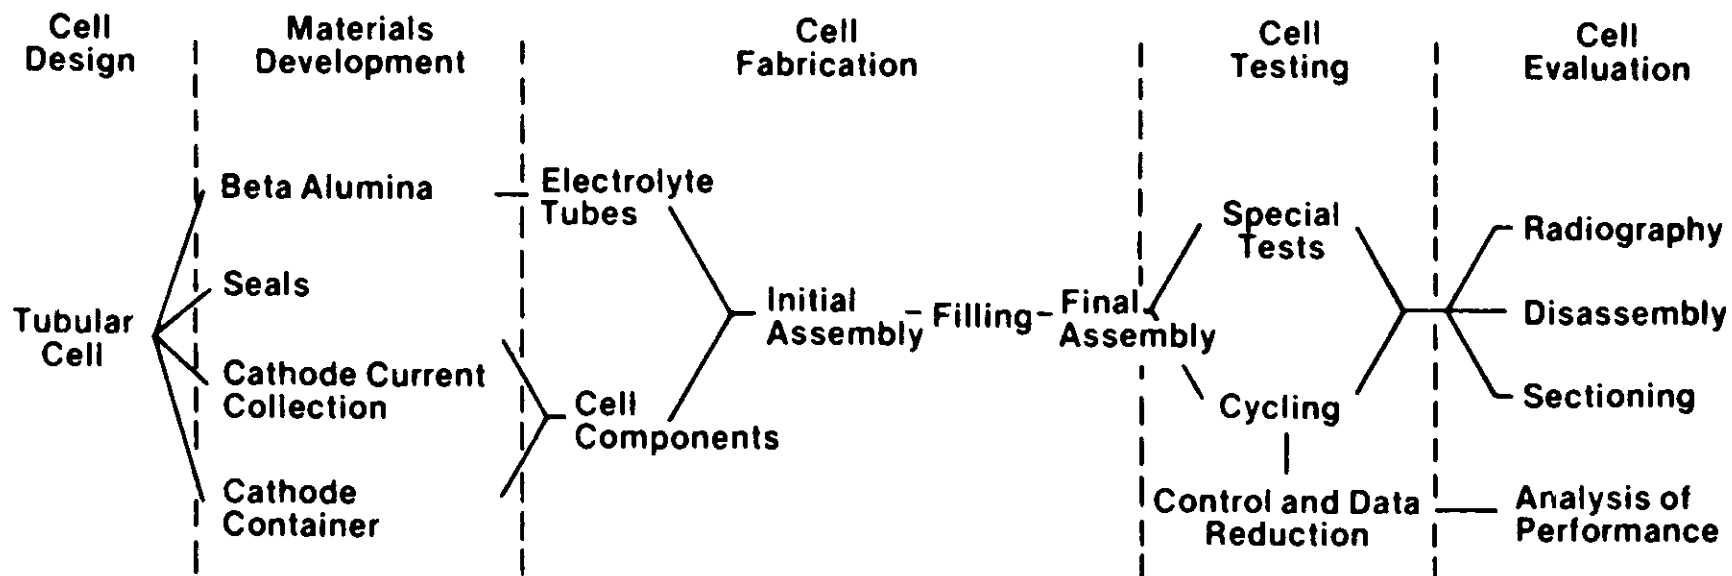 Cell
Design
Materials
Development
Cell
Fabrication
Cell
Testing
Cell
Evaluation
Tubular
Cell
Beta Alumina
Seals
Cathode Current
Collection
Cathode
Container
Electrolyte
Tubes
Cell
Components
Initial
Assembly
Filling
Final
Assembly
Special
Tests
Cycling
Control and Data
Reduction
Radiography
Disassembly
Sectioning
Analysis of
Performance